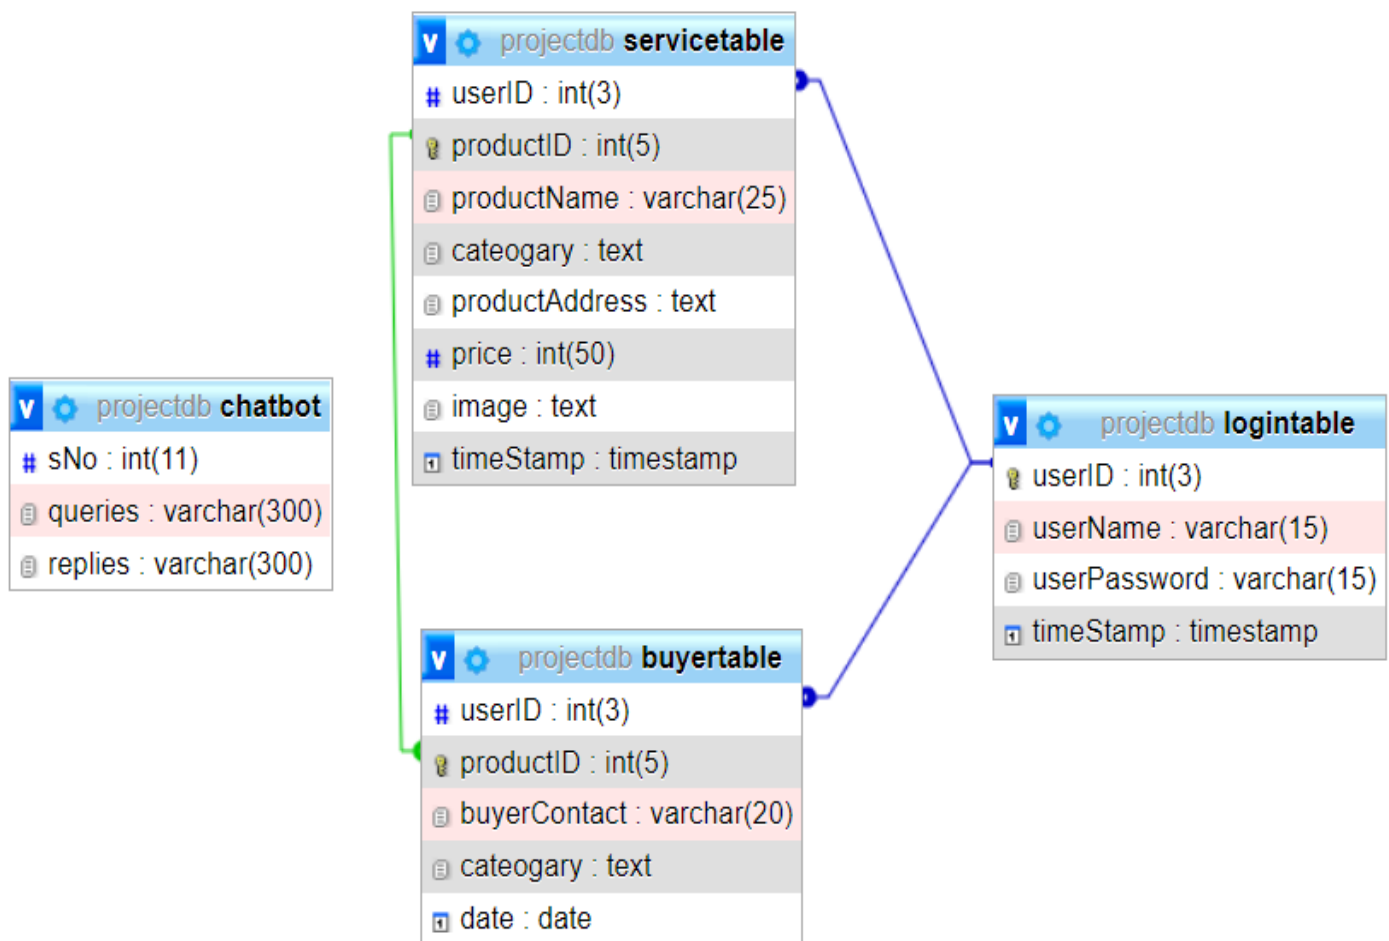 v projectdb servicetable
# userID : int(3)
productID : int(5)
productName : varchar(25)
cateogary : text
productAddress : text
# price : int(50)
image : text
timeStamp : timestamp
v projectdb chatbot
# sNo : int(11)
queries : varchar(300)
replies : varchar(300)
v projectdb logintable
userID : int(3)
userName : varchar(15)
userPassword : varchar(15)
timeStamp : timestamp
v projectdb buyertable
# userID : int(3)
productID : int(5)
buyerContact : varchar(20)
cateogary : text
date : date